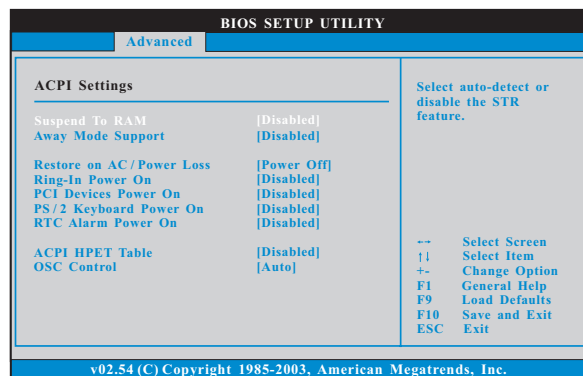 BIOS SETUP UTILITY
Advanced
ACPI Settings
Suspend To RAM [Disabled]
Away Mode Support [Disabled]
Restore on AC / Power Loss [Power Off]
Ring-In Power On [Disabled]
PCI Devices Power On [Disabled]
PS / 2 Keyboard Power On [Disabled]
RTC Alarm Power On [Disabled]
ACPI HPET Table [Disabled]
OSC Control [Auto]
Select auto-detect or
disable the STR
feature.
←→ Select Screen
↑↓ Select Item
+- Change Option
F1 General Help
F9 Load Defaults
F10 Save and Exit
ESC Exit
v02.54 (C) Copyright 1985-2003, American Megatrends, Inc.